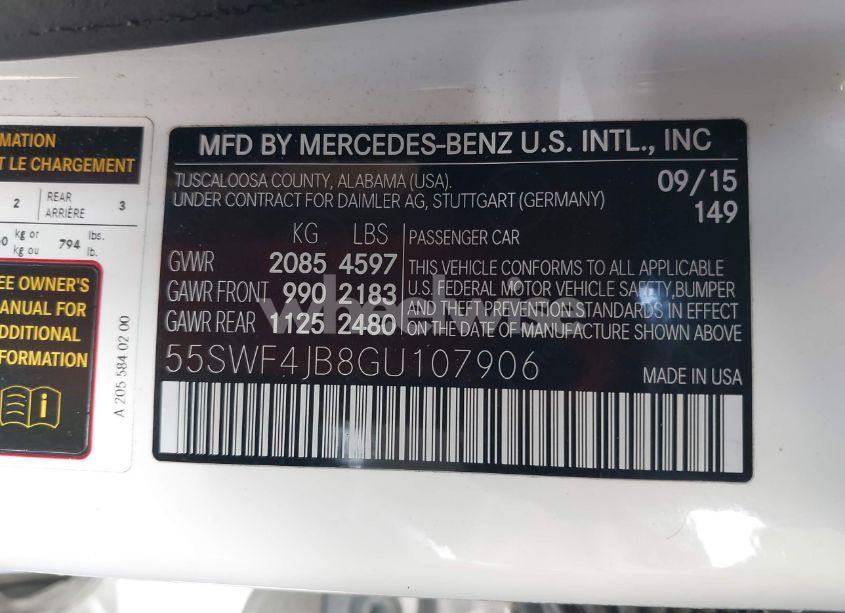 MATION
T LE CHARGEMENT
2 REAR ARRIÈRE 3
0 kg or kg ou 794 lbs. lb.
EE OWNER'S
MANUAL FOR
DDITIONAL
FORMATION
i
A 205 584 02 00
MFD BY MERCEDES-BENZ U.S. INTL., INC
TUSCALOOSA COUNTY, ALABAMA (USA). 09/15
UNDER CONTRACT FOR DAIMLER AG, STUTTGART (GERMANY) 149
KG LBS PASSENGER CAR
GVWR 2085 4597 THIS VEHICLE CONFORMS TO ALL APPLICABLE
GAWR FRONT 990 2183 U.S. FEDERAL MOTOR VEHICLE SAFETY,BUMPER
GAWR REAR 1125 2480 AND THEFT PREVENTION STANDARDS IN EFFECT
ON THE DATE OF MANUFACTURE SHOWN ABOVE
55SWF4JB8GU107906 MADE IN USA